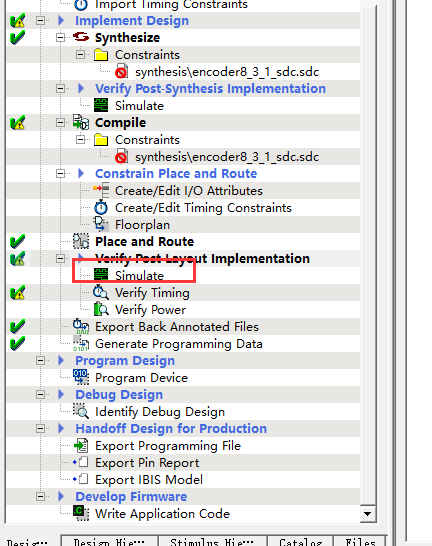 Import Timing Constraints
Implement Design
Synthesize
Constraints
synthesis\encoder8_3_1_sdc.sdc
Verify Post-Synthesis Implementation
Simulate
Compile
Constraints
synthesis\encoder8_3_1_sdc.sdc
Constrain Place and Route
Create/Edit I/O Attributes
Create/Edit Timing Constraints
Floorplan
Place and Route
Verify Post-Layout Implementation
Simulate
Verify Timing
Verify Power
Export Back Annotated Files
Generate Programming Data
Program Design
Program Device
Debug Design
Identify Debug Design
Handoff Design for Production
Export Programming File
Export Pin Report
Export IBIS Model
Develop Firmware
Write Application Code
Desig… Design Hie… Stimulus Hie… Catalog Files